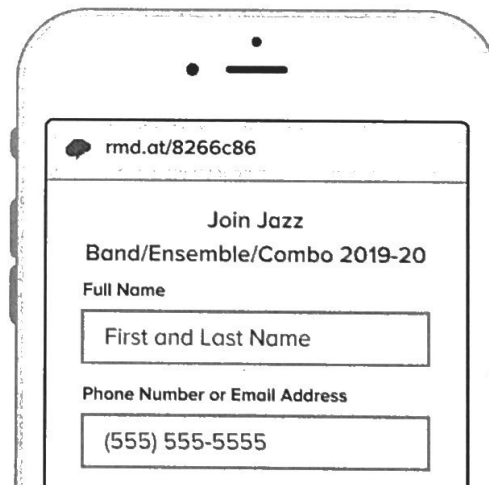 rmd.at/8266c86
Join Jazz
Band/Ensemble/Combo 2019-20
Full Name
First and Last Name
Phone Number or Email Address
(555) 555-5555